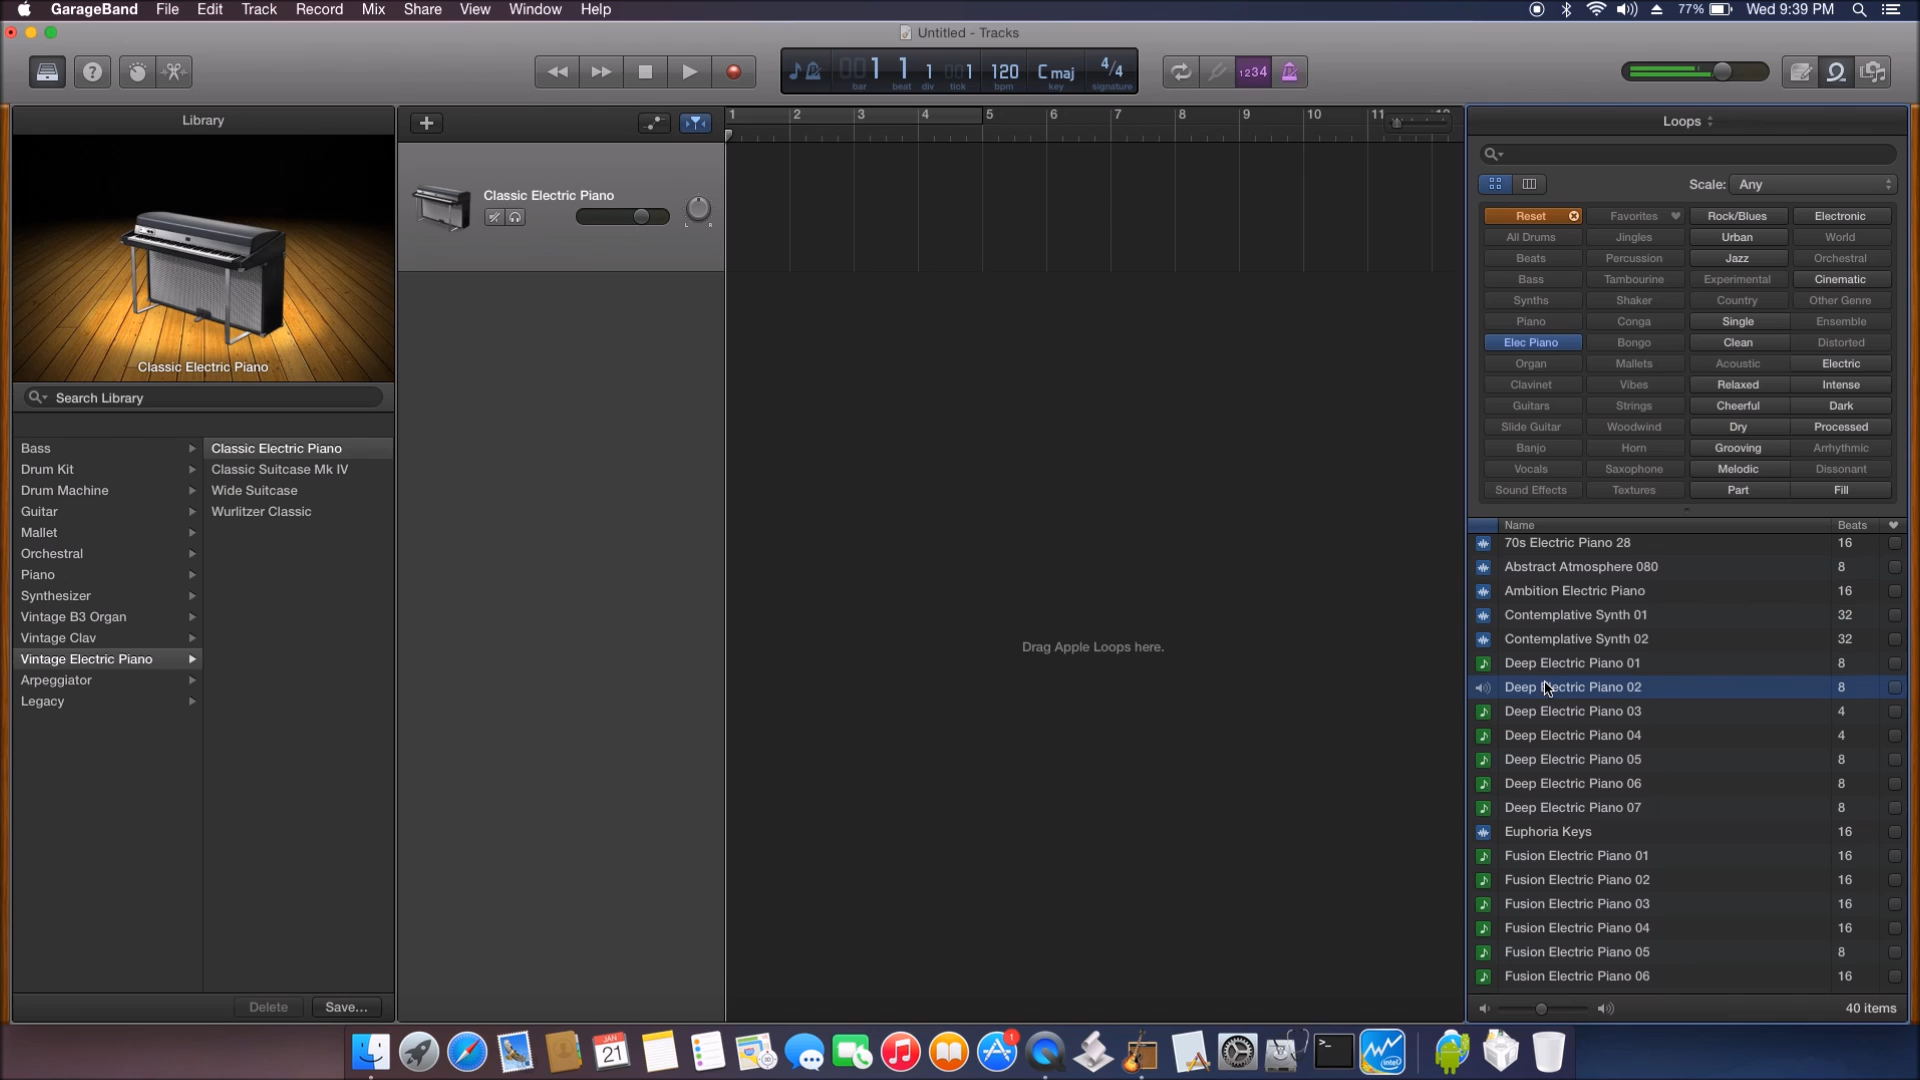 GarageBand File Edit Track Record Mix Share View Window Help 77% Wed 9:39 PM
Untitled - Tracks
001 1 1 001 120 C maj 4/4 1234
bar beat div tick bpm key signature
Library
Classic Electric Piano
Search Library
Bass
Drum Kit
Drum Machine
Guitar
Mallet
Orchestral
Piano
Synthesizer
Vintage B3 Organ
Vintage Clav
Vintage Electric Piano
Arpeggiator
Legacy
Classic Electric Piano
Classic Suitcase Mk IV
Wide Suitcase
Wurlitzer Classic
Delete Save...
1 2 3 4 5 6 7 8 9 10 11
Classic Electric Piano
L R
Drag Apple Loops here.
Loops
Scale: Any
Reset Favorites Rock/Blues Electronic
All Drums Jingles Urban World
Beats Percussion Jazz Orchestral
Bass Tambourine Experimental Cinematic
Synths Shaker Country Other Genre
Piano Conga Single Ensemble
Elec Piano Bongo Clean Distorted
Organ Mallets Acoustic Electric
Clavinet Vibes Relaxed Intense
Guitars Strings Cheerful Dark
Slide Guitar Woodwind Dry Processed
Banjo Horn Grooving Arrhythmic
Vocals Saxophone Melodic Dissonant
Sound Effects Textures Part Fill
Name Beats
70s Electric Piano 28 16
Abstract Atmosphere 080 8
Ambition Electric Piano 16
Contemplative Synth 01 32
Contemplative Synth 02 32
Deep Electric Piano 01 8
Deep Electric Piano 02 8
Deep Electric Piano 03 4
Deep Electric Piano 04 4
Deep Electric Piano 05 8
Deep Electric Piano 06 8
Deep Electric Piano 07 8
Euphoria Keys 16
Fusion Electric Piano 01 16
Fusion Electric Piano 02 16
Fusion Electric Piano 03 16
Fusion Electric Piano 04 16
Fusion Electric Piano 05 8
Fusion Electric Piano 06 16
40 items
JAN
21
1
intel